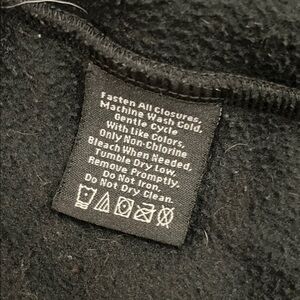 Fasten All Closures,
Machine Wash Cold,
Gentle Cycle
With Like Colors,
Only Non-Chlorine
Bleach When Needed,
Tumble Dry Low,
Remove Promptly.
Do Not Iron.
Do Not Dry Clean.